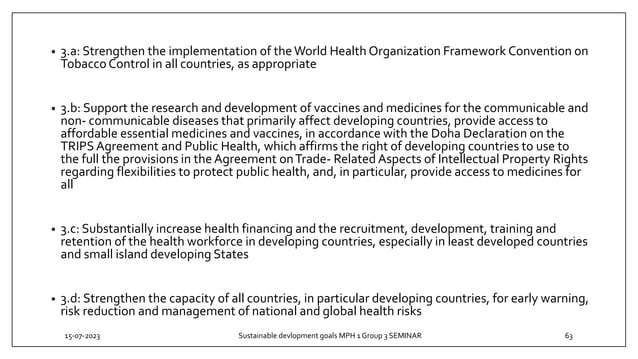 ▪ 3.a: Strengthen the implementation of the World Health Organization Framework Convention on
Tobacco Control in all countries, as appropriate
▪ 3.b: Support the research and development of vaccines and medicines for the communicable and
non- communicable diseases that primarily affect developing countries, provide access to
affordable essential medicines and vaccines, in accordance with the Doha Declaration on the
TRIPS Agreement and Public Health, which affirms the right of developing countries to use to
the full the provisions in the Agreement on Trade- Related Aspects of Intellectual Property Rights
regarding flexibilities to protect public health, and, in particular, provide access to medicines for
all
▪ 3.c: Substantially increase health financing and the recruitment, development, training and
retention of the health workforce in developing countries, especially in least developed countries
and small island developing States
▪ 3.d: Strengthen the capacity of all countries, in particular developing countries, for early warning,
risk reduction and management of national and global health risks
15-07-2023 Sustainable devlopment goals MPH 1 Group 3 SEMINAR 63